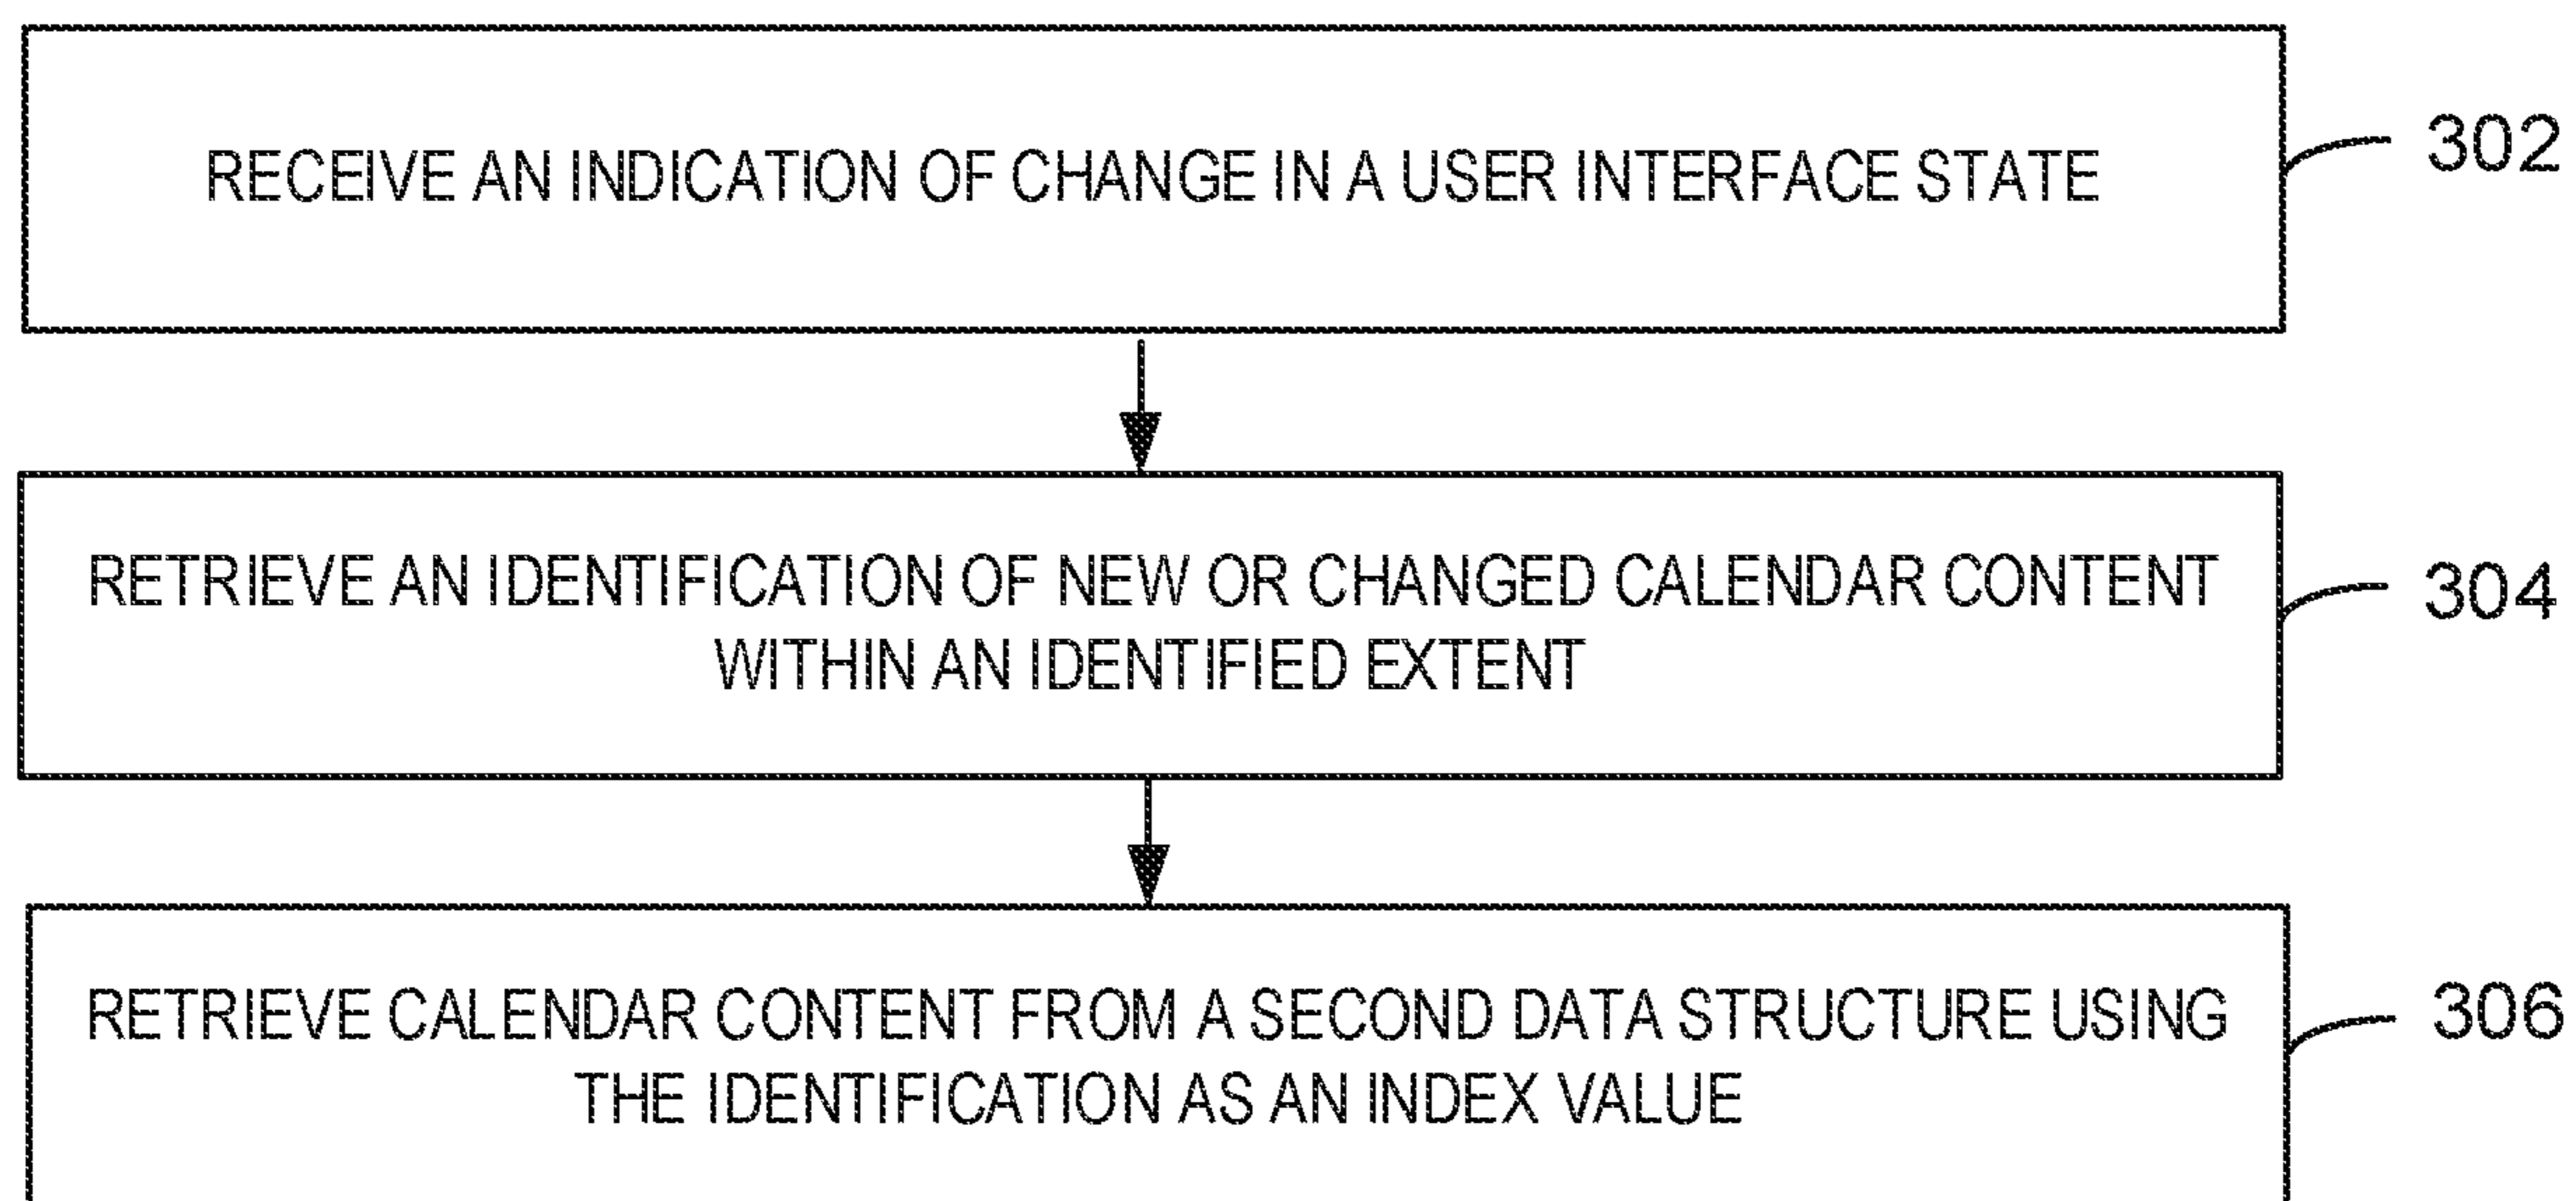 RECEIVE AN INDICATION OF CHANGE IN A USER INTERFACE STATE
302
RETRIEVE AN IDENTIFICATION OF NEW OR CHANGED CALENDAR CONTENT
WITHIN AN IDENTIFIED EXTENT
304
RETRIEVE CALENDAR CONTENT FROM A SECOND DATA STRUCTURE USING
THE IDENTIFICATION AS AN INDEX VALUE
306